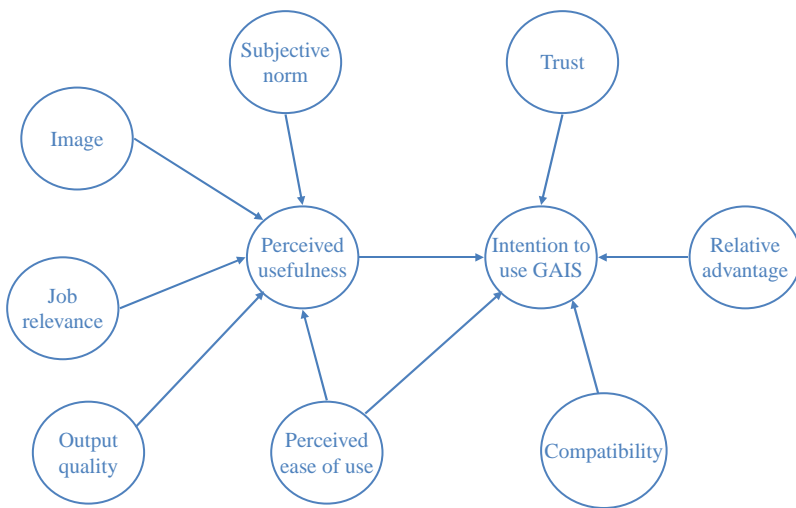 Subjective
norm
Trust
Image
Perceived
usefulness
Intention to
use GAIS
Relative
advantage
Job
relevance
Output
quality
Perceived
ease of use
Compatibility